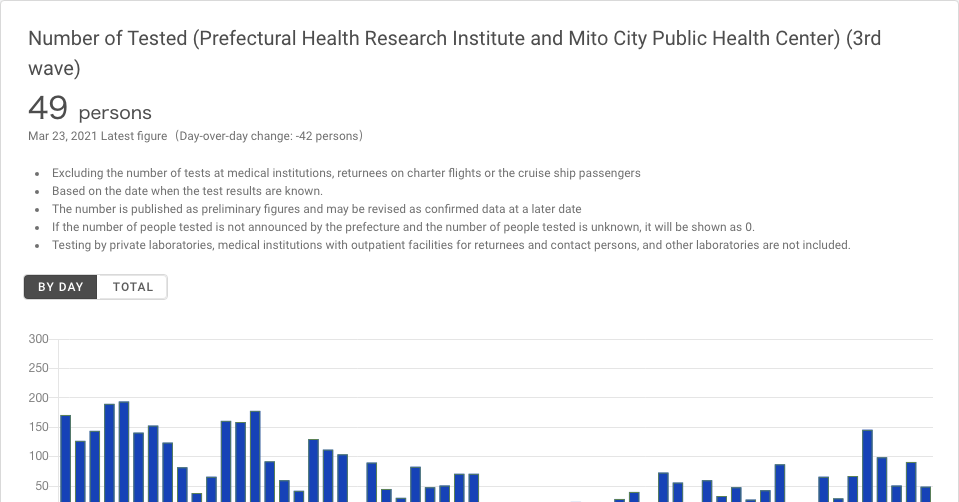 Number of Tested (Prefectural Health Research Institute and Mito City Public Health Center) (3rd
wave)
49 persons
Mar 23, 2021 Latest figure（Day-over-day change: -42 persons）
• Excluding the number of tests at medical institutions, returnees on charter flights or the cruise ship passengers
• Based on the date when the test results are known.
• The number is published as preliminary figures and may be revised as confirmed data at a later date
• If the number of people tested is not announced by the prefecture and the number of people tested is unknown, it will be shown as 0.
• Testing by private laboratories, medical institutions with outpatient facilities for returnees and contact persons, and other laboratories are not included.
BY DAY TOTAL
300
250
200
150
100
50